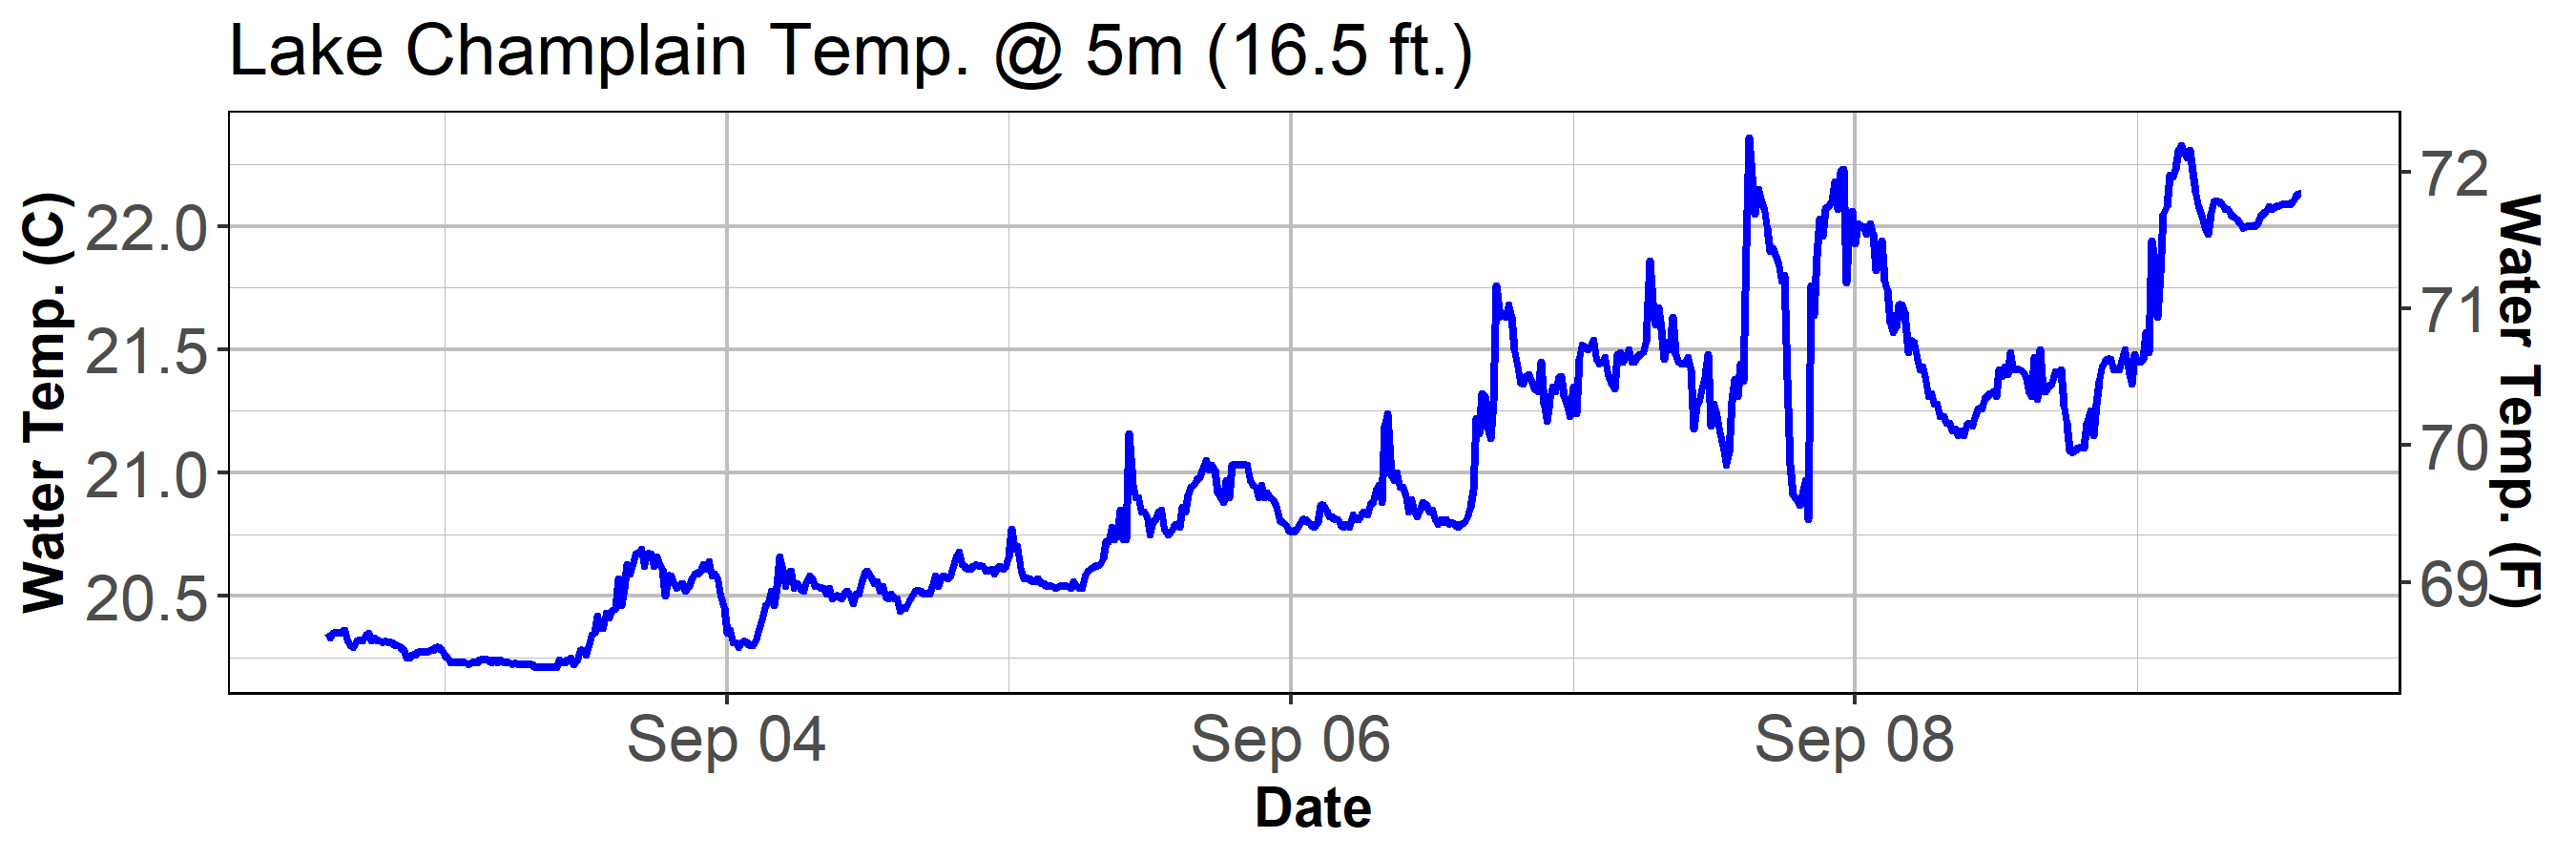 Lake Champlain Temp. @ 5m (16.5 ft.)
Water Temp. (C)
22.0
21.5
21.0
20.5
72
71
70
69
Water Temp. (F)
Sep 04
Sep 06
Sep 08
Date